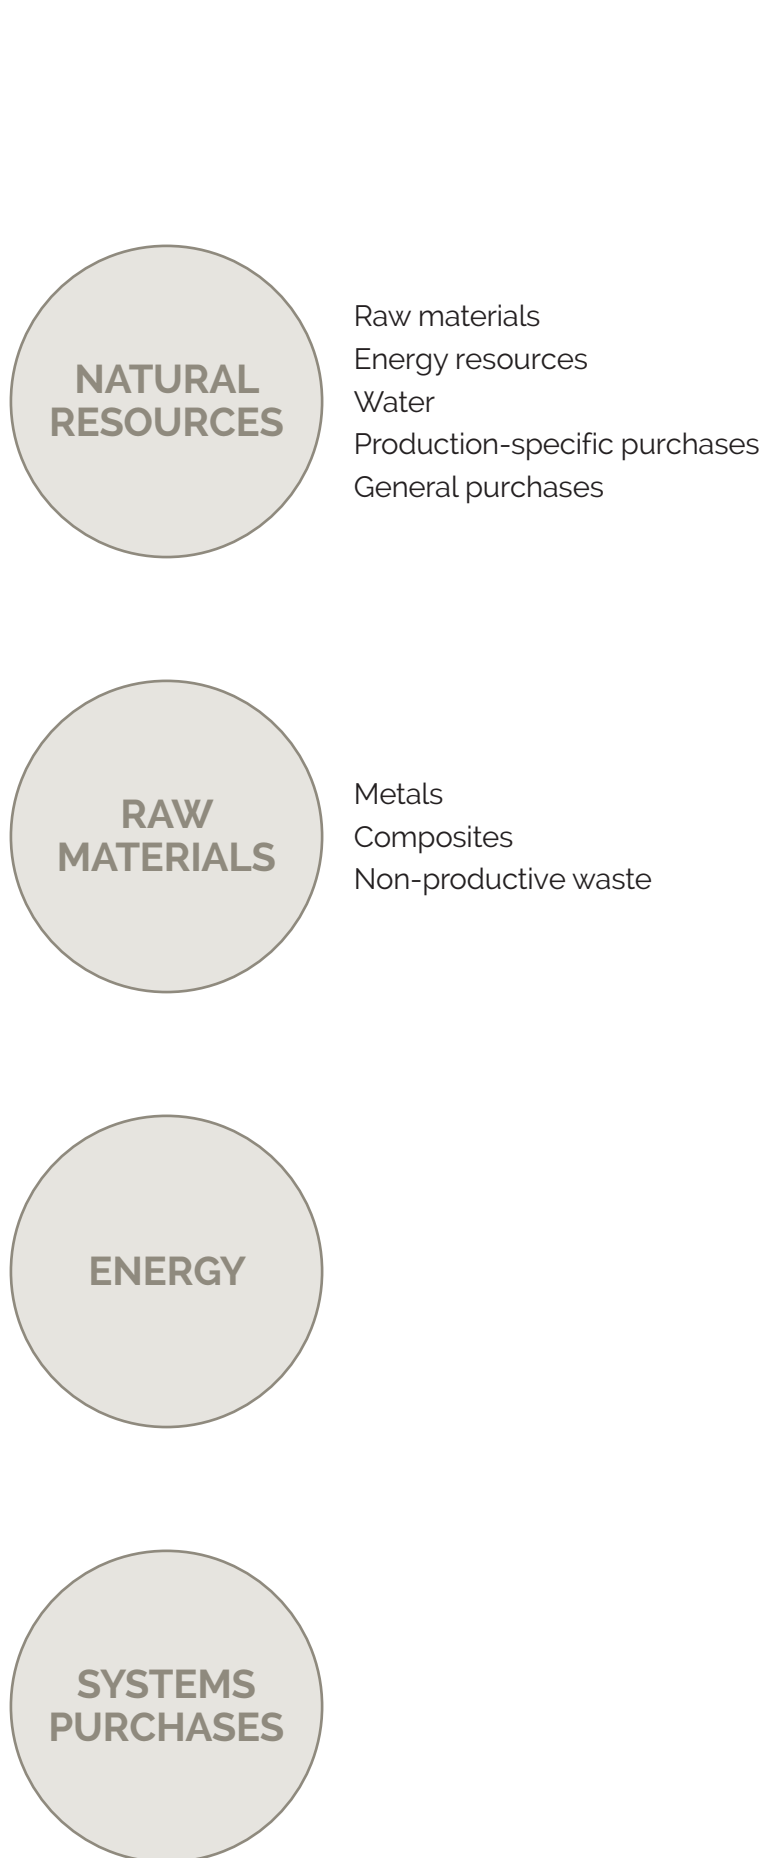 NATURAL
RESOURCES
Raw materials
Energy resources
Water
Production-specific purchases
General purchases
RAW
MATERIALS
Metals
Composites
Non-productive waste
ENERGY
SYSTEMS
PURCHASES